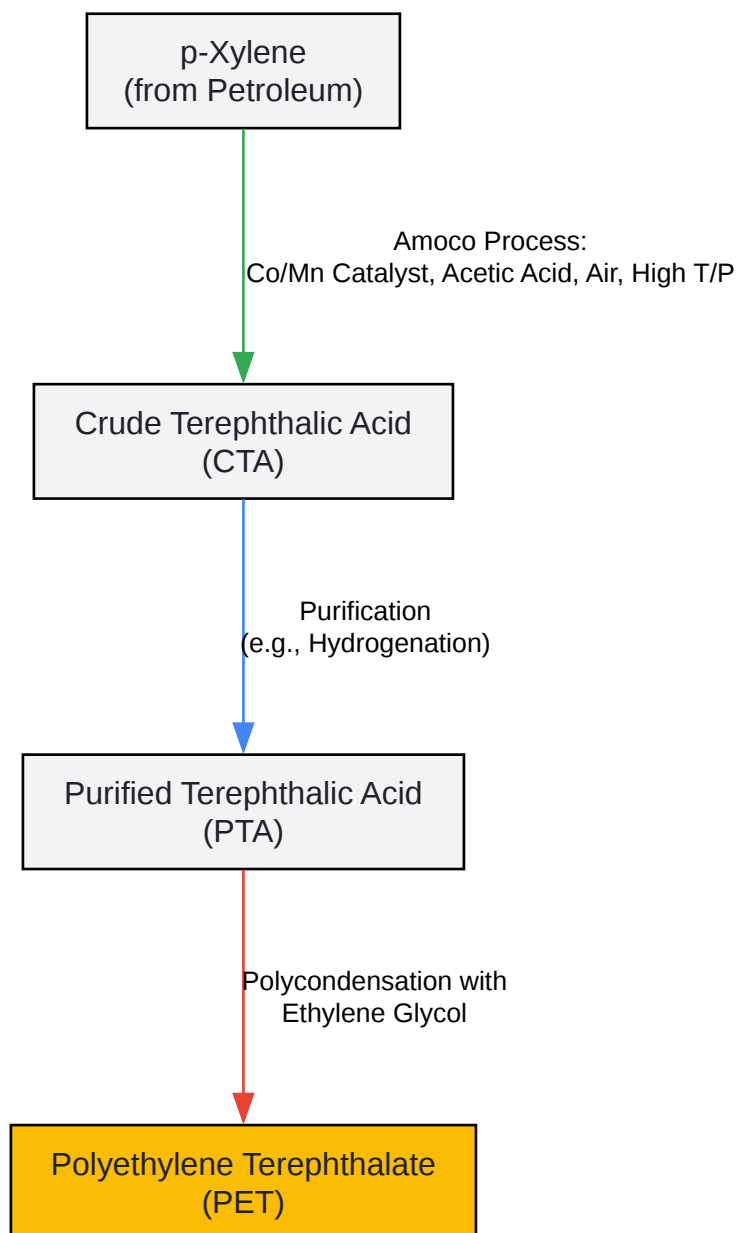 p-Xylene
(from Petroleum)
Amoco Process:
Co/Mn Catalyst, Acetic Acid, Air, High T/P
Crude Terephthalic Acid
(CTA)
Purification
(e.g., Hydrogenation)
Purified Terephthalic Acid
(PTA)
Polycondensation with
Ethylene Glycol
Polyethylene Terephthalate
(PET)